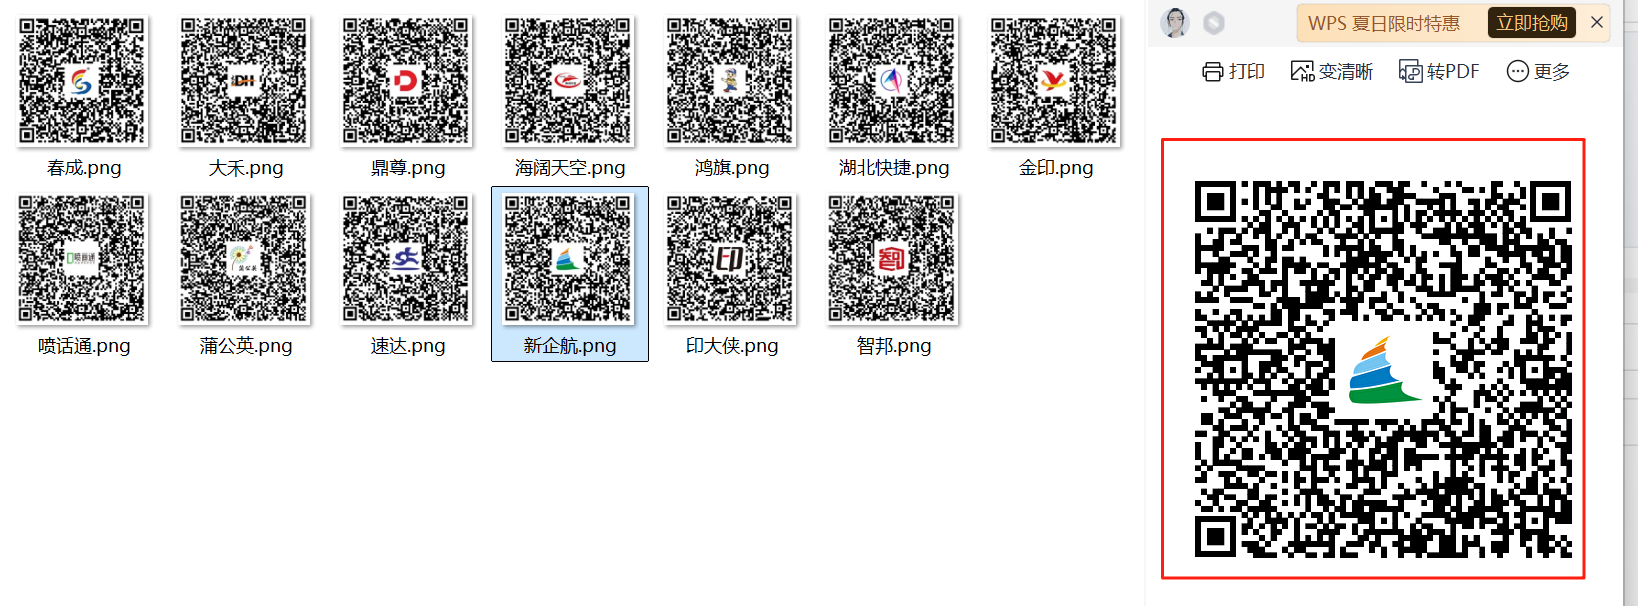 春成.png
大禾.png
鼎尊.png
海阔天空.png
鸿旗.png
湖北快捷.png
金印.png
喷话通.png
蒲公英.png
速达.png
新企航.png
印大侠.png
智邦.png
WPS 夏日限时特惠
立即抢购
打印
变清晰
转PDF
更多